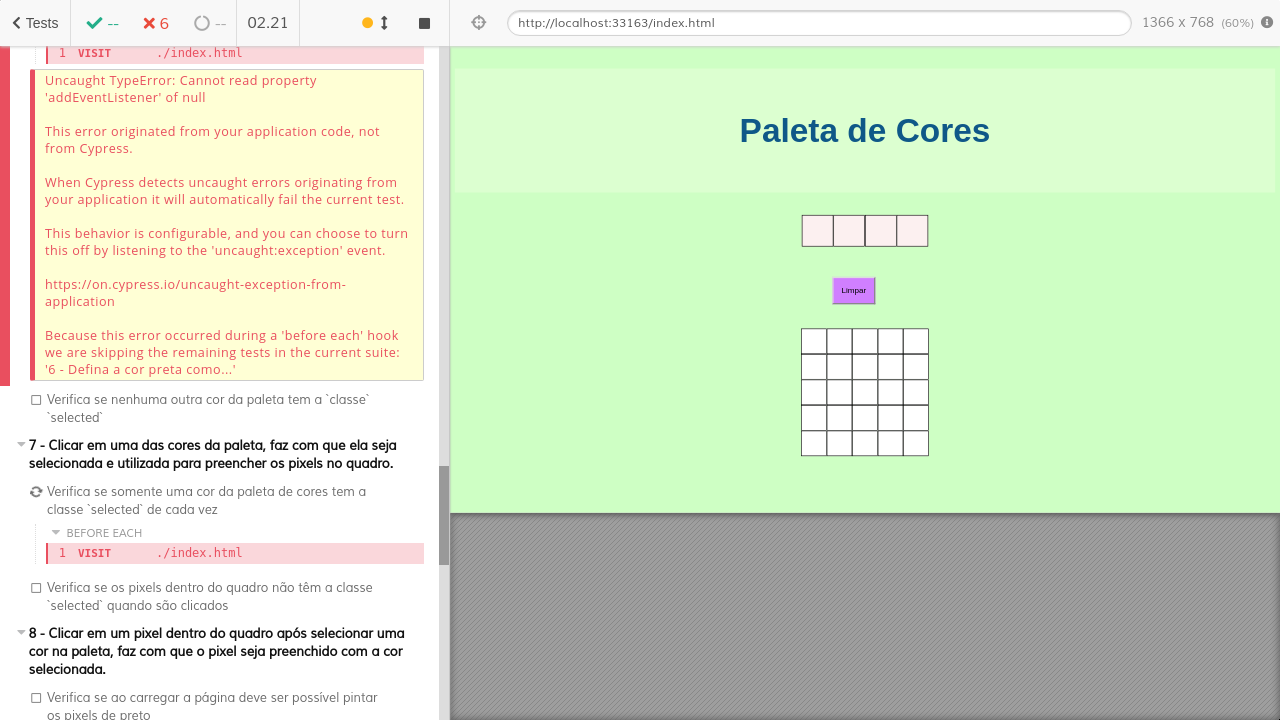 Tests
--
6
--
02.21
http://localhost:33163/index.html
1366 x 768 (60%)
1 VISIT ./index.html
Uncaught TypeError: Cannot read property
'addEventListener' of null
This error originated from your application code, not
from Cypress.
When Cypress detects uncaught errors originating from
your application it will automatically fail the current test.
This behavior is configurable, and you can choose to turn
this off by listening to the 'uncaught:exception' event.
https://on.cypress.io/uncaught-exception-from-
application
Because this error occurred during a 'before each' hook
we are skipping the remaining tests in the current suite:
'6 - Defina a cor preta como...'
Verifica se nenhuma outra cor da paleta tem a `classe`
`selected`
7 - Clicar em uma das cores da paleta, faz com que ela seja
selecionada e utilizada para preencher os pixels no quadro.
Verifica se somente uma cor da paleta de cores tem a
classe `selected` de cada vez
BEFORE EACH
1 VISIT ./index.html
Verifica se os pixels dentro do quadro não têm a classe
`selected` quando são clicados
8 - Clicar em um pixel dentro do quadro após selecionar uma
cor na paleta, faz com que o pixel seja preenchido com a cor
selecionada.
Verifica se ao carregar a página deve ser possível pintar
os pixels de preto
Paleta de Cores
Limpar